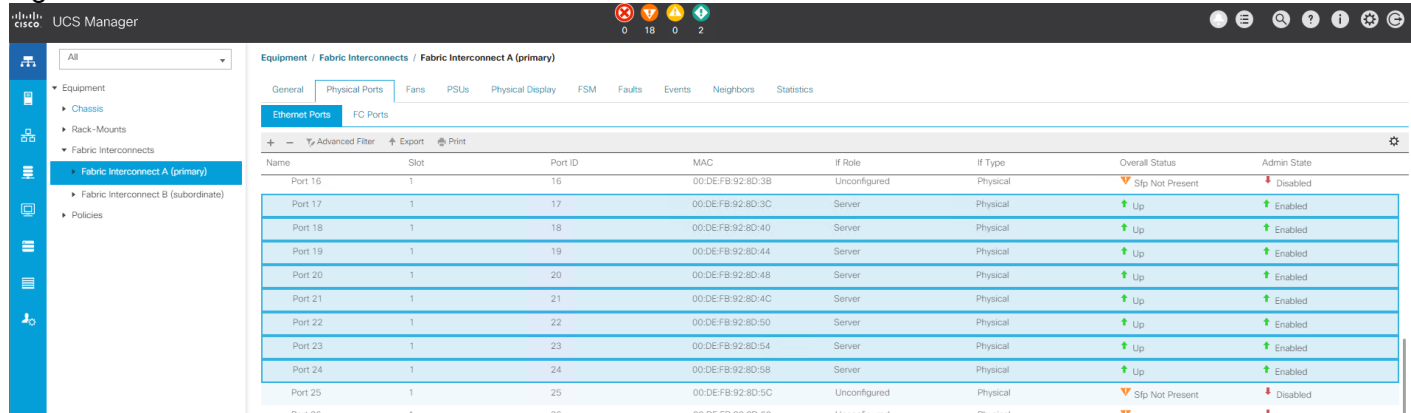 cisco UCS Manager
0 18 0 2
All
Equipment
Chassis
Rack-Mounts
Fabric Interconnects
Fabric Interconnect A (primary)
Fabric Interconnect B (subordinate)
Policies
Equipment / Fabric Interconnects / Fabric Interconnect A (primary)
General Physical Ports Fans PSUs Physical Display FSM Faults Events Neighbors Statistics
Ethernet Ports FC Ports
+ − Advanced Filter Export Print
Name Slot Port ID MAC If Role If Type Overall Status Admin State
Port 16 1 16 00:DE:FB:92:8D:3B Unconfigured Physical Sfp Not Present Disabled
Port 17 1 17 00:DE:FB:92:8D:3C Server Physical Up Enabled
Port 18 1 18 00:DE:FB:92:8D:40 Server Physical Up Enabled
Port 19 1 19 00:DE:FB:92:8D:44 Server Physical Up Enabled
Port 20 1 20 00:DE:FB:92:8D:48 Server Physical Up Enabled
Port 21 1 21 00:DE:FB:92:8D:4C Server Physical Up Enabled
Port 22 1 22 00:DE:FB:92:8D:50 Server Physical Up Enabled
Port 23 1 23 00:DE:FB:92:8D:54 Server Physical Up Enabled
Port 24 1 24 00:DE:FB:92:8D:58 Server Physical Up Enabled
Port 25 1 25 00:DE:FB:92:8D:5C Unconfigured Physical Sfp Not Present Disabled